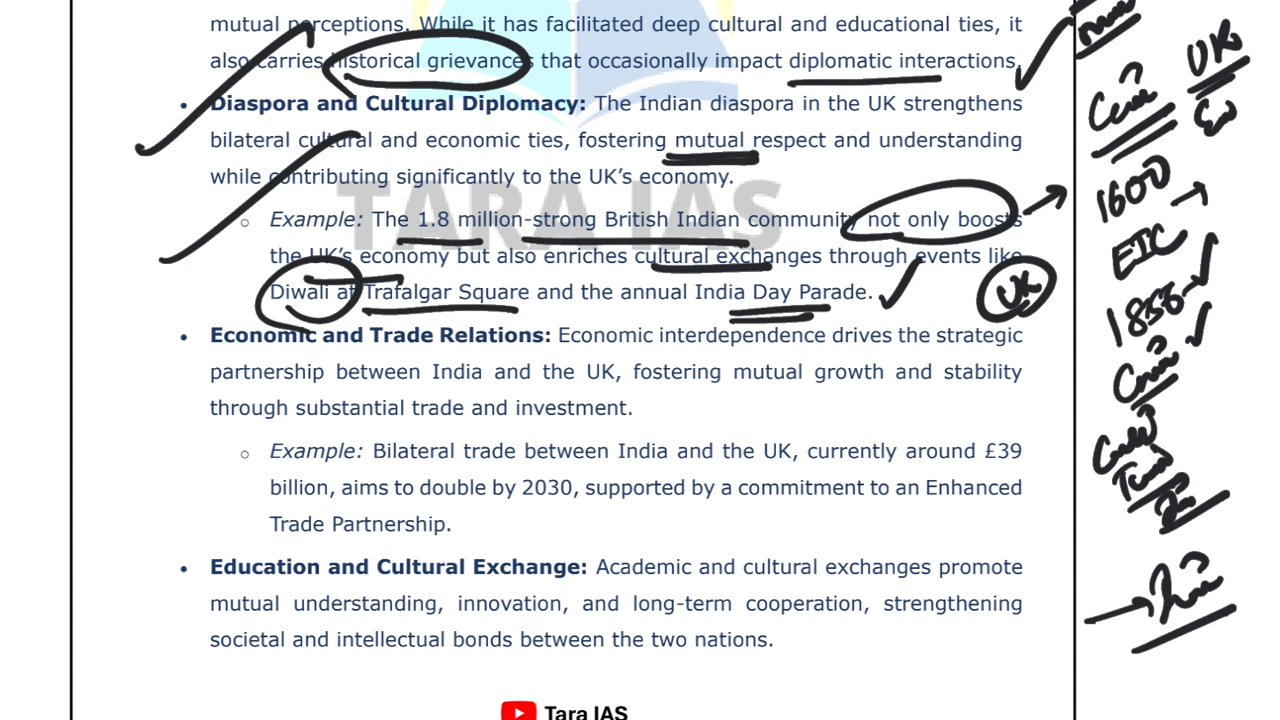 mutual perceptions. While it has facilitated deep cultural and educational ties, it
also carries historical grievances that occasionally impact diplomatic interactions.
• Diaspora and Cultural Diplomacy: The Indian diaspora in the UK strengthens
bilateral cultural and economic ties, fostering mutual respect and understanding
while contributing significantly to the UK's economy.
TARA IAS
o Example: The 1.8 million-strong British Indian community not only boosts
the UK's economy but also enriches cultural exchanges through events like
Diwali at Trafalgar Square and the annual India Day Parade.
• Economic and Trade Relations: Economic interdependence drives the strategic
partnership between India and the UK, fostering mutual growth and stability
through substantial trade and investment.
o Example: Bilateral trade between India and the UK, currently around £39
billion, aims to double by 2030, supported by a commitment to an Enhanced
Trade Partnership.
• Education and Cultural Exchange: Academic and cultural exchanges promote
mutual understanding, innovation, and long-term cooperation, strengthening
societal and intellectual bonds between the two nations.
Tara IAS
UK
1600
EIC
UK